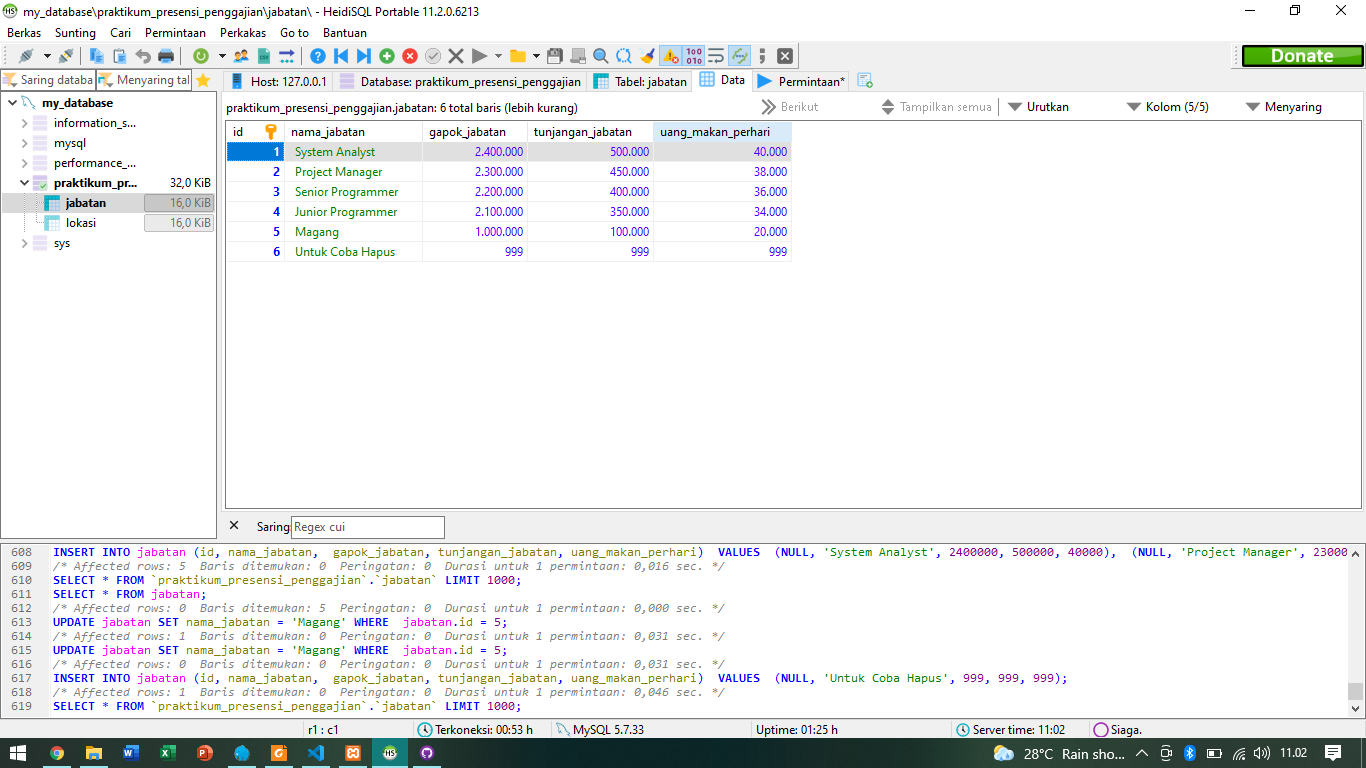 my_database\praktikum_presensi_penggajian\jabatan\ - HeidiSQL Portable 11.2.0.6213
Berkas Sunting Cari Permintaan Perkakas Go to Bantuan
Donate
Saring databa Menyaring tal Host: 127.0.0.1 Database: praktikum_presensi_penggajian Tabel: jabatan Data Permintaan*
my_database
information_s...
mysql
performance_...
praktikum_pr... 32,0 KiB
jabatan 16,0 KiB
lokasi 16,0 KiB
sys
praktikum_presensi_penggajian.jabatan: 6 total baris (lebih kurang) Berikut Tampilkan semua Urutkan Kolom (5/5) Menyaring
id nama_jabatan gapok_jabatan tunjangan_jabatan uang_makan_perhari
1 System Analyst 2.400.000 500.000 40.000
2 Project Manager 2.300.000 450.000 38.000
3 Senior Programmer 2.200.000 400.000 36.000
4 Junior Programmer 2.100.000 350.000 34.000
5 Magang 1.000.000 100.000 20.000
6 Untuk Coba Hapus 999 999 999
Saring: Regex cui
608 INSERT INTO jabatan (id, nama_jabatan,  gapok_jabatan, tunjangan_jabatan, uang_makan_perhari)  VALUES  (NULL, 'System Analyst', 2400000, 500000, 40000),  (NULL, 'Project Manager', 23000
609 /* Affected rows: 5  Baris ditemukan: 0  Peringatan: 0  Durasi untuk 1 permintaan: 0,016 sec. */
610 SELECT * FROM `praktikum_presensi_penggajian`.`jabatan` LIMIT 1000;
611 SELECT * FROM jabatan;
612 /* Affected rows: 0  Baris ditemukan: 5  Peringatan: 0  Durasi untuk 1 permintaan: 0,000 sec. */
613 UPDATE jabatan SET nama_jabatan = 'Magang' WHERE  jabatan.id = 5;
614 /* Affected rows: 1  Baris ditemukan: 0  Peringatan: 0  Durasi untuk 1 permintaan: 0,031 sec. */
615 UPDATE jabatan SET nama_jabatan = 'Magang' WHERE  jabatan.id = 5;
616 /* Affected rows: 0  Baris ditemukan: 0  Peringatan: 0  Durasi untuk 1 permintaan: 0,031 sec. */
617 INSERT INTO jabatan (id, nama_jabatan,  gapok_jabatan, tunjangan_jabatan, uang_makan_perhari)  VALUES  (NULL, 'Untuk Coba Hapus', 999, 999, 999);
618 /* Affected rows: 1  Baris ditemukan: 0  Peringatan: 0  Durasi untuk 1 permintaan: 0,046 sec. */
619 SELECT * FROM `praktikum_presensi_penggajian`.`jabatan` LIMIT 1000;
r1 : c1 Terkoneksi: 00:53 h MySQL 5.7.33 Uptime: 01:25 h Server time: 11:02 Siaga.
28°C Rain sho... 11.02